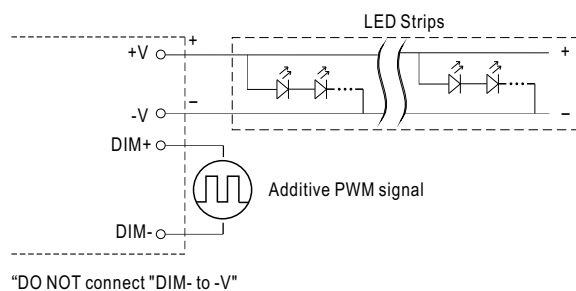 LED Strips
+V
+
+
-V
−
−
DIM+
Additive PWM signal
DIM-
“DO NOT connect "DIM- to -V"